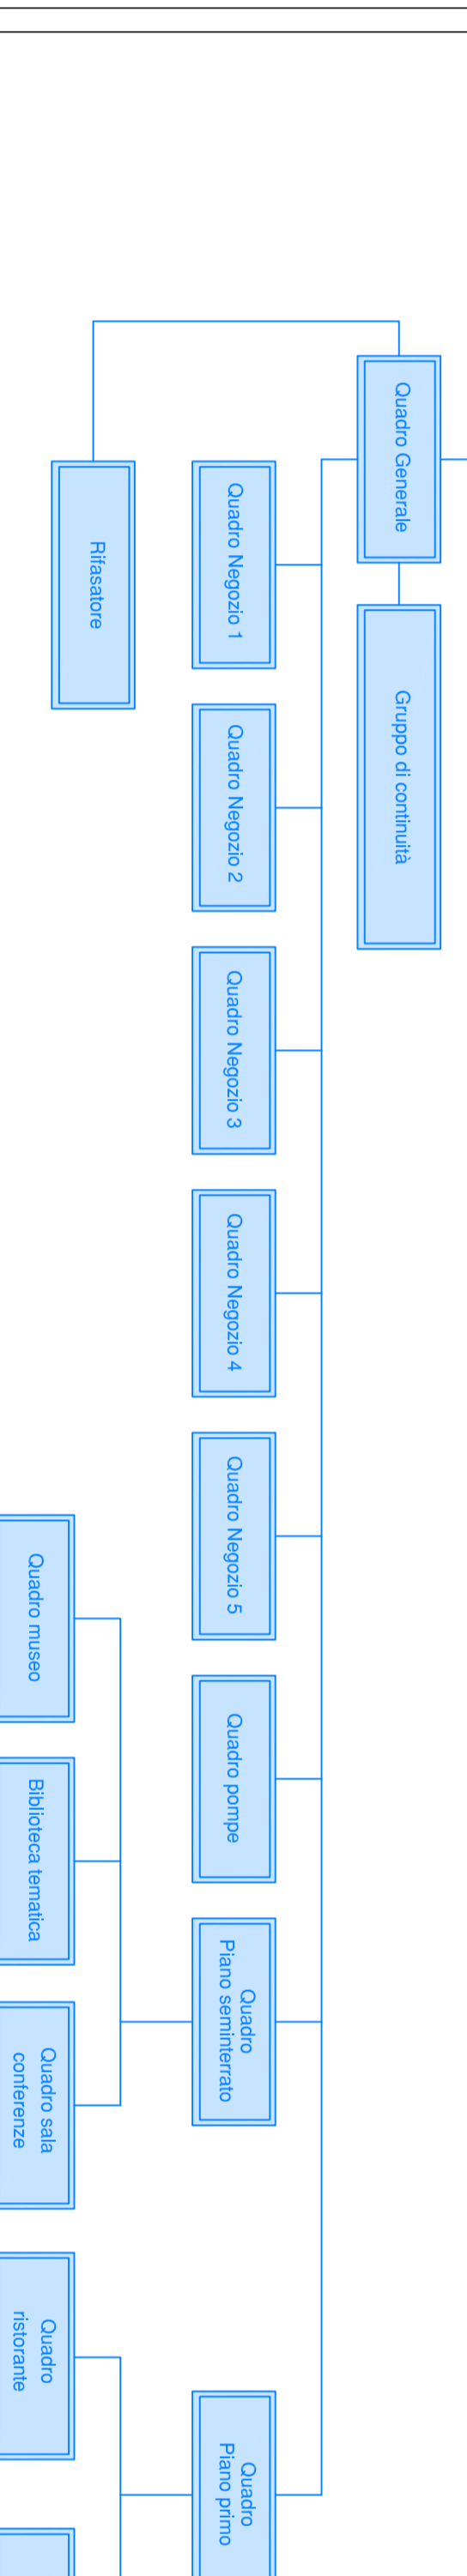 Quadro Generale
Gruppo di continuità
Quadro Negozio 1
Quadro Negozio 2
Quadro Negozio 3
Quadro Negozio 4
Quadro Negozio 5
Quadro pompe
Quadro
Piano seminterrato
Quadro
Piano primo
Rifasatore
Quadro museo
Biblioteca tematica
Quadro sala
conferenze
Quadro
ristorante